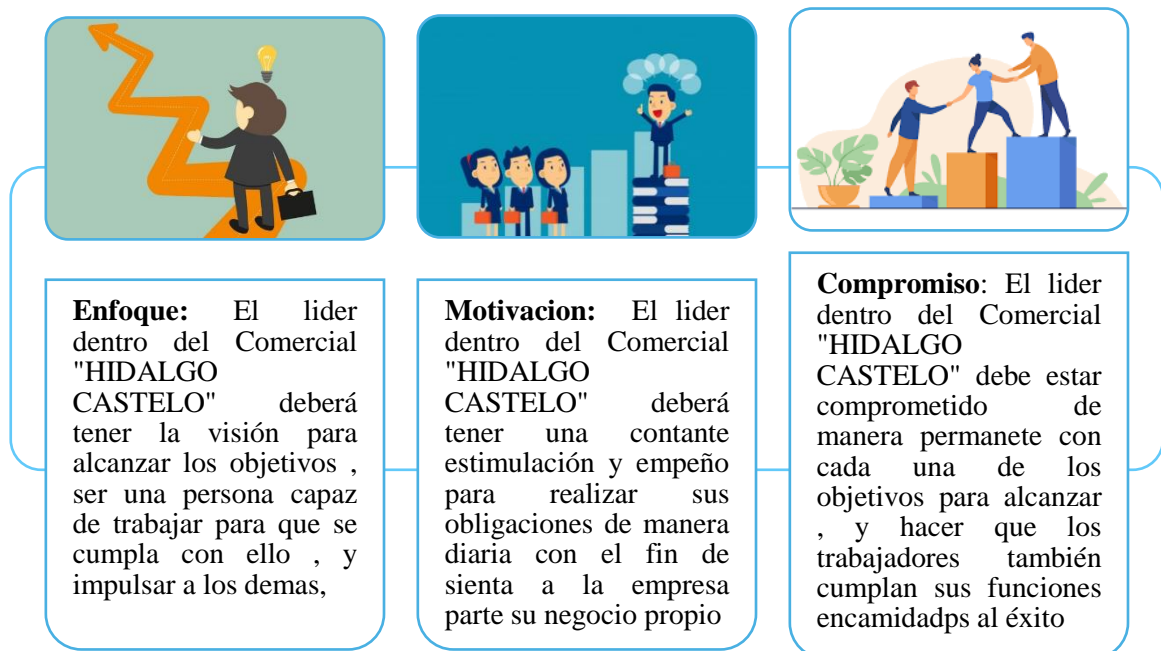 Enfoque: El lider
dentro del Comercial
"HIDALGO
CASTELO" deberá
tener la visión para
alcanzar los objetivos ,
ser una persona capaz
de trabajar para que se
cumpla con ello , y
impulsar a los demas,
Motivacion: El lider
dentro del Comercial
"HIDALGO
CASTELO" deberá
tener una contante
estimulación y empeño
para realizar sus
obligaciones de manera
diaria con el fin de
sienta a la empresa
parte su negocio propio
Compromiso: El lider
dentro del Comercial
"HIDALGO
CASTELO" debe estar
comprometido de
manera permanete con
cada una de los
objetivos para alcanzar
, y hacer que los
trabajadores también
cumplan sus funciones
encamidadps al éxito